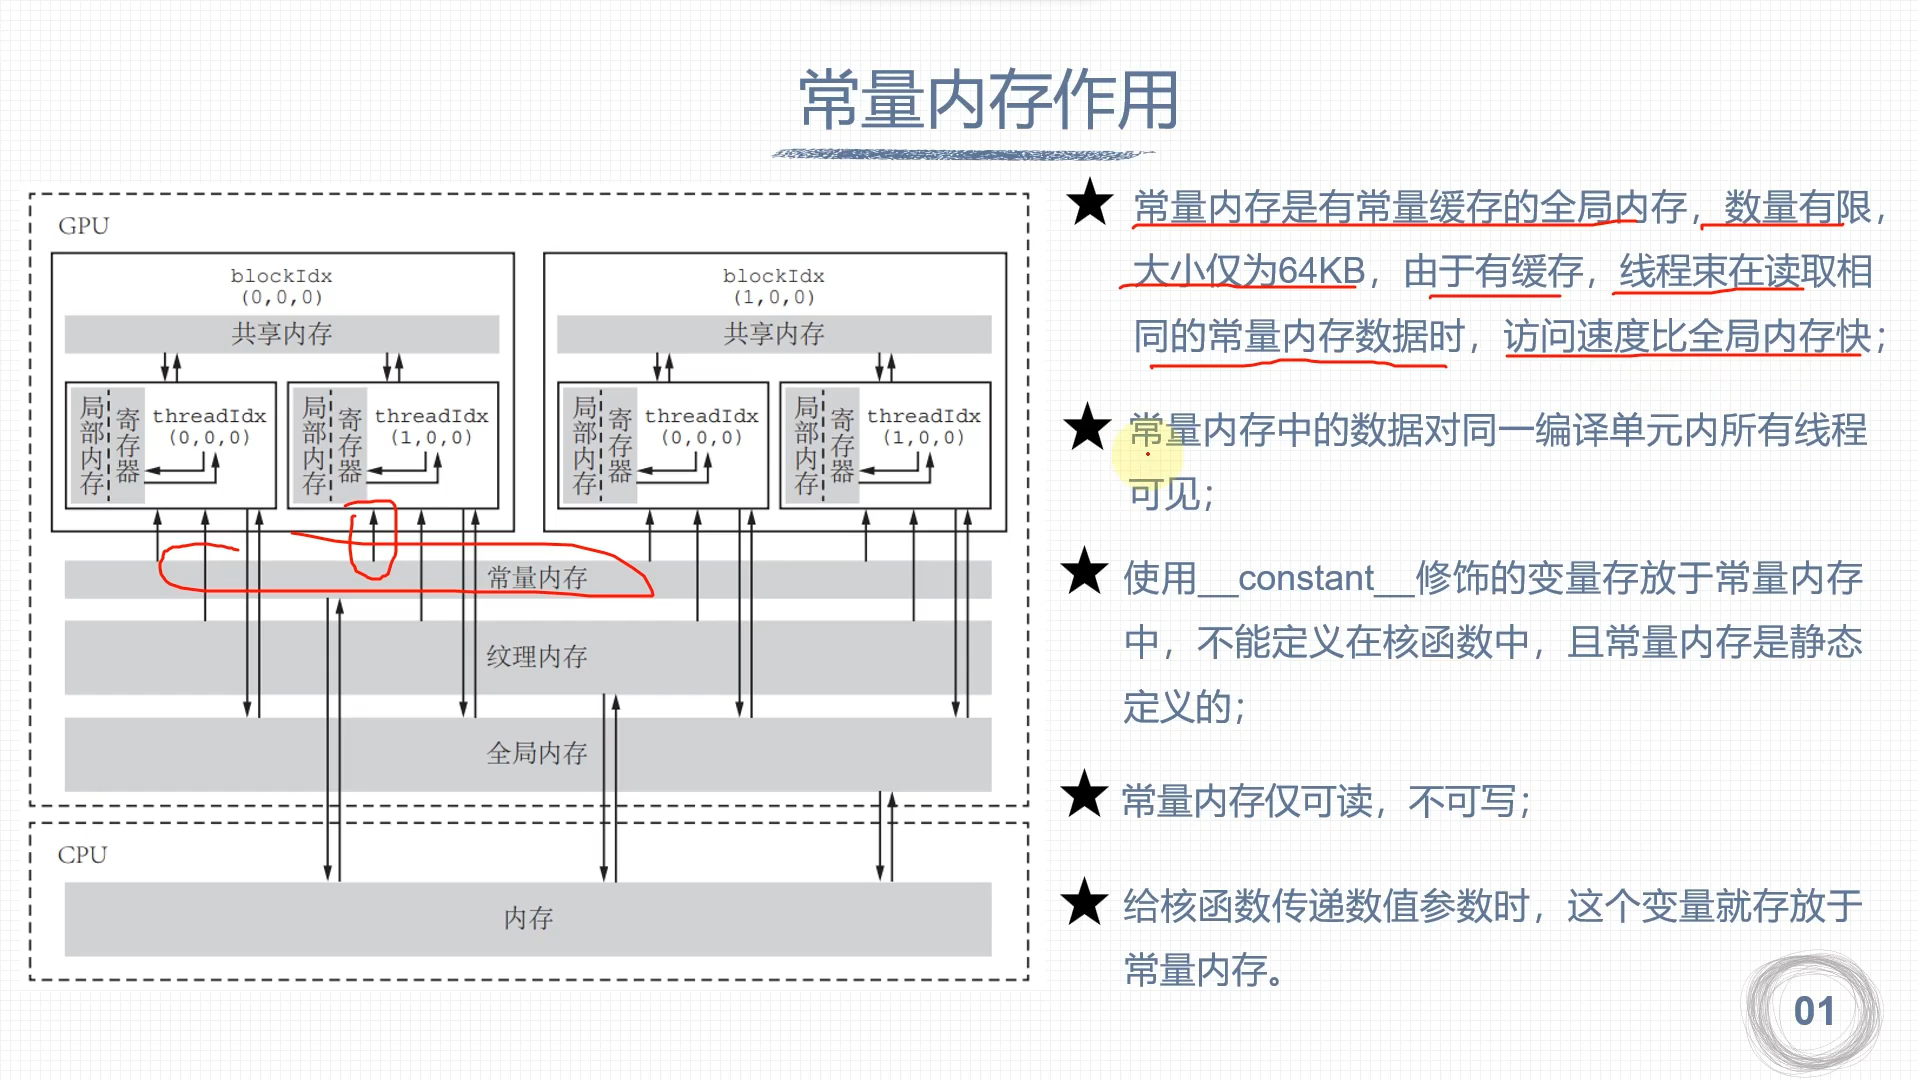 常量内存作用
GPU
blockIdx
(0,0,0)
共享内存
局部内存
寄存器
threadIdx
(0,0,0)
局部内存
寄存器
threadIdx
(1,0,0)
blockIdx
(1,0,0)
共享内存
局部内存
寄存器
threadIdx
(0,0,0)
局部内存
寄存器
threadIdx
(1,0,0)
常量内存
纹理内存
全局内存
CPU
内存
常量内存是有常量缓存的全局内存，数量有限，
大小仅为64KB，由于有缓存，线程束在读取相
同的常量内存数据时，访问速度比全局内存快；
常量内存中的数据对同一编译单元内所有线程
可见；
使用__constant__修饰的变量存放于常量内存
中，不能定义在核函数中，且常量内存是静态
定义的；
常量内存仅可读，不可写；
给核函数传递数值参数时，这个变量就存放于
常量内存。
01